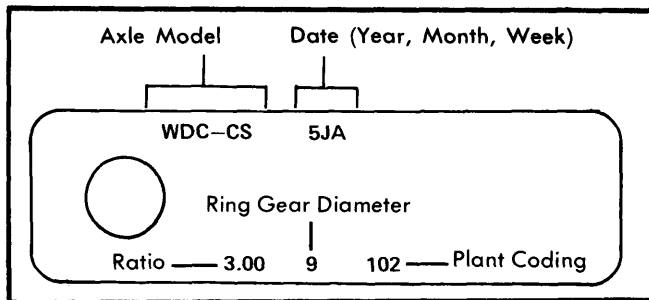 Axle Model Date (Year, Month, Week)
WDC-CS 5JA
Ring Gear Diameter
Ratio 3.00 9 102 Plant Coding